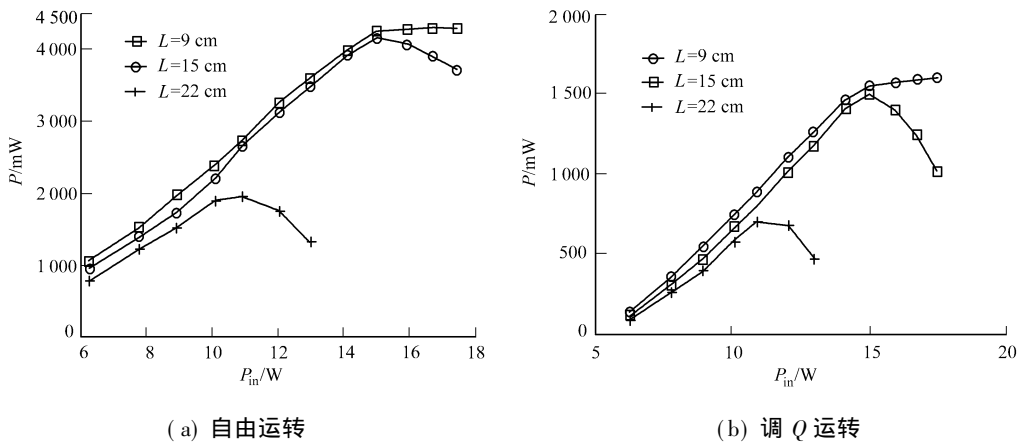 4 500
4 000
3 000
2 000
1 000
0
P/mW
L=9 cm
L=15 cm
L=22 cm
6 8 10 12 14 16 18
P_in/W
(a) 自由运转
2 000
1 500
1 000
500
0
P/mW
L=9 cm
L=15 cm
L=22 cm
5 10 15 20
P_in/W
(b) 调 Q 运转